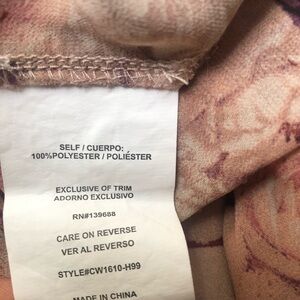 SELF / CUERPO:
100%POLYESTER / POLIÉSTER
EXCLUSIVE OF TRIM
ADORNO EXCLUSIVO
RN#139688
CARE ON REVERSE
VER AL REVERSO
STYLE#CW1610-H99
MADE IN CHINA